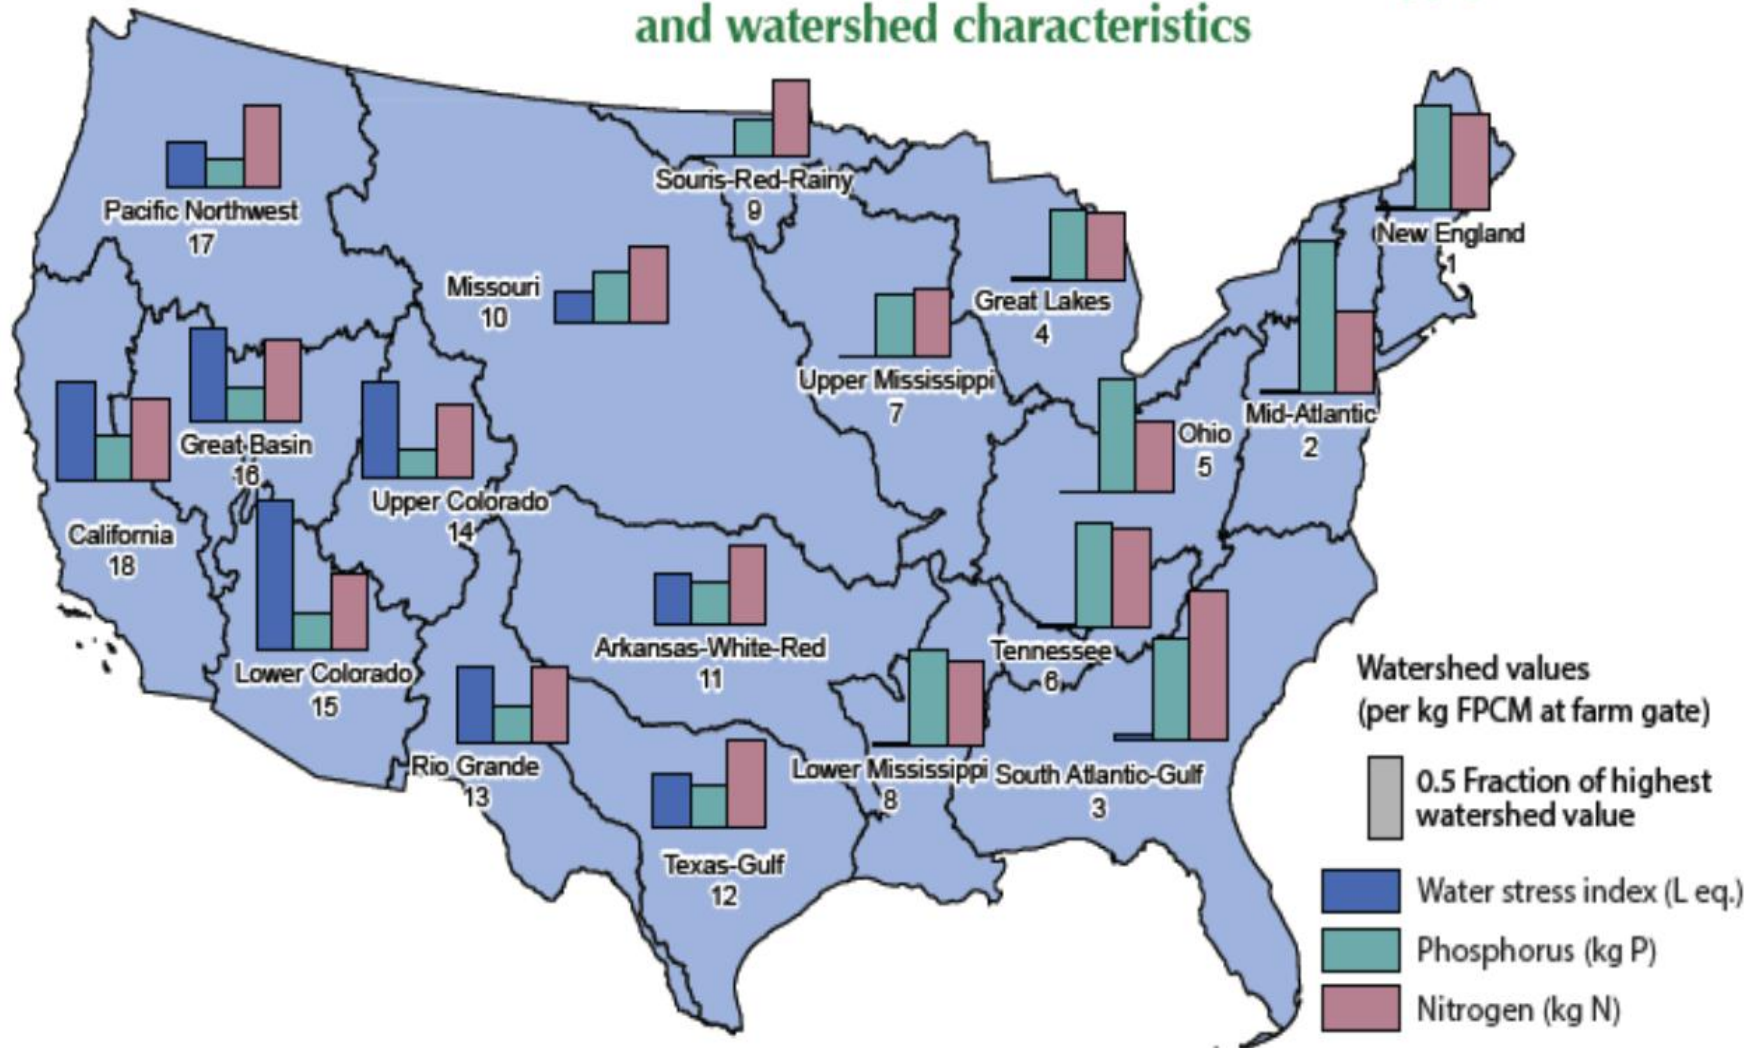 and watershed characteristics
Souris-Red-Rainy
9
Pacific Northwest
17
New England
1
Missouri
10
Great Lakes
4
Upper Mississippi
7
Mid-Atlantic
2
Ohio
5
Great Basin
16
Upper Colorado
14
California
18
Arkansas-White-Red
11
Tennessee
6
Lower Colorado
15
Rio Grande
13
Lower Mississippi
8
South Atlantic-Gulf
3
Texas-Gulf
12
Watershed values
(per kg FPCM at farm gate)
0.5 Fraction of highest
watershed value
Water stress index (L eq.)
Phosphorus (kg P)
Nitrogen (kg N)